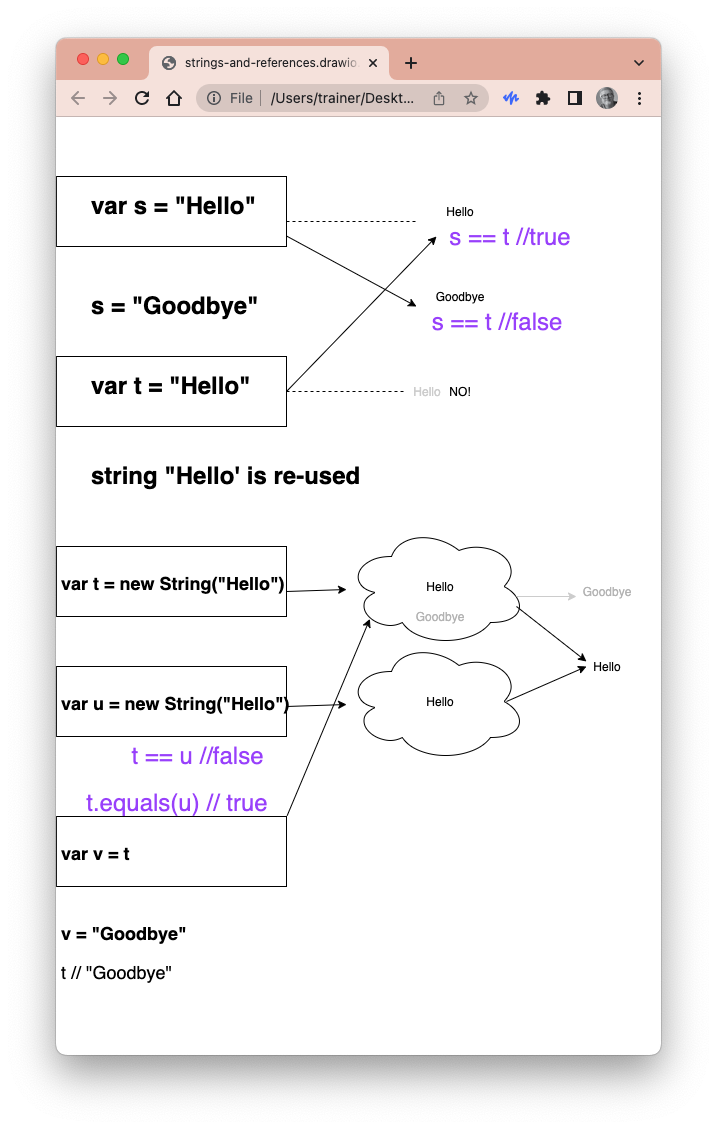 strings-and-references.drawio
File
/Users/trainer/Deskt...
var s = "Hello"
Hello
s == t //true
s = "Goodbye"
Goodbye
s == t //false
var t = "Hello"
Hello NO!
string "Hello' is re-used
var t = new String("Hello")
Hello
Goodbye
Goodbye
Hello
var u = new String("Hello")
Hello
t == u //false
t.equals(u) // true
var v = t
v = "Goodbye"
t // "Goodbye"